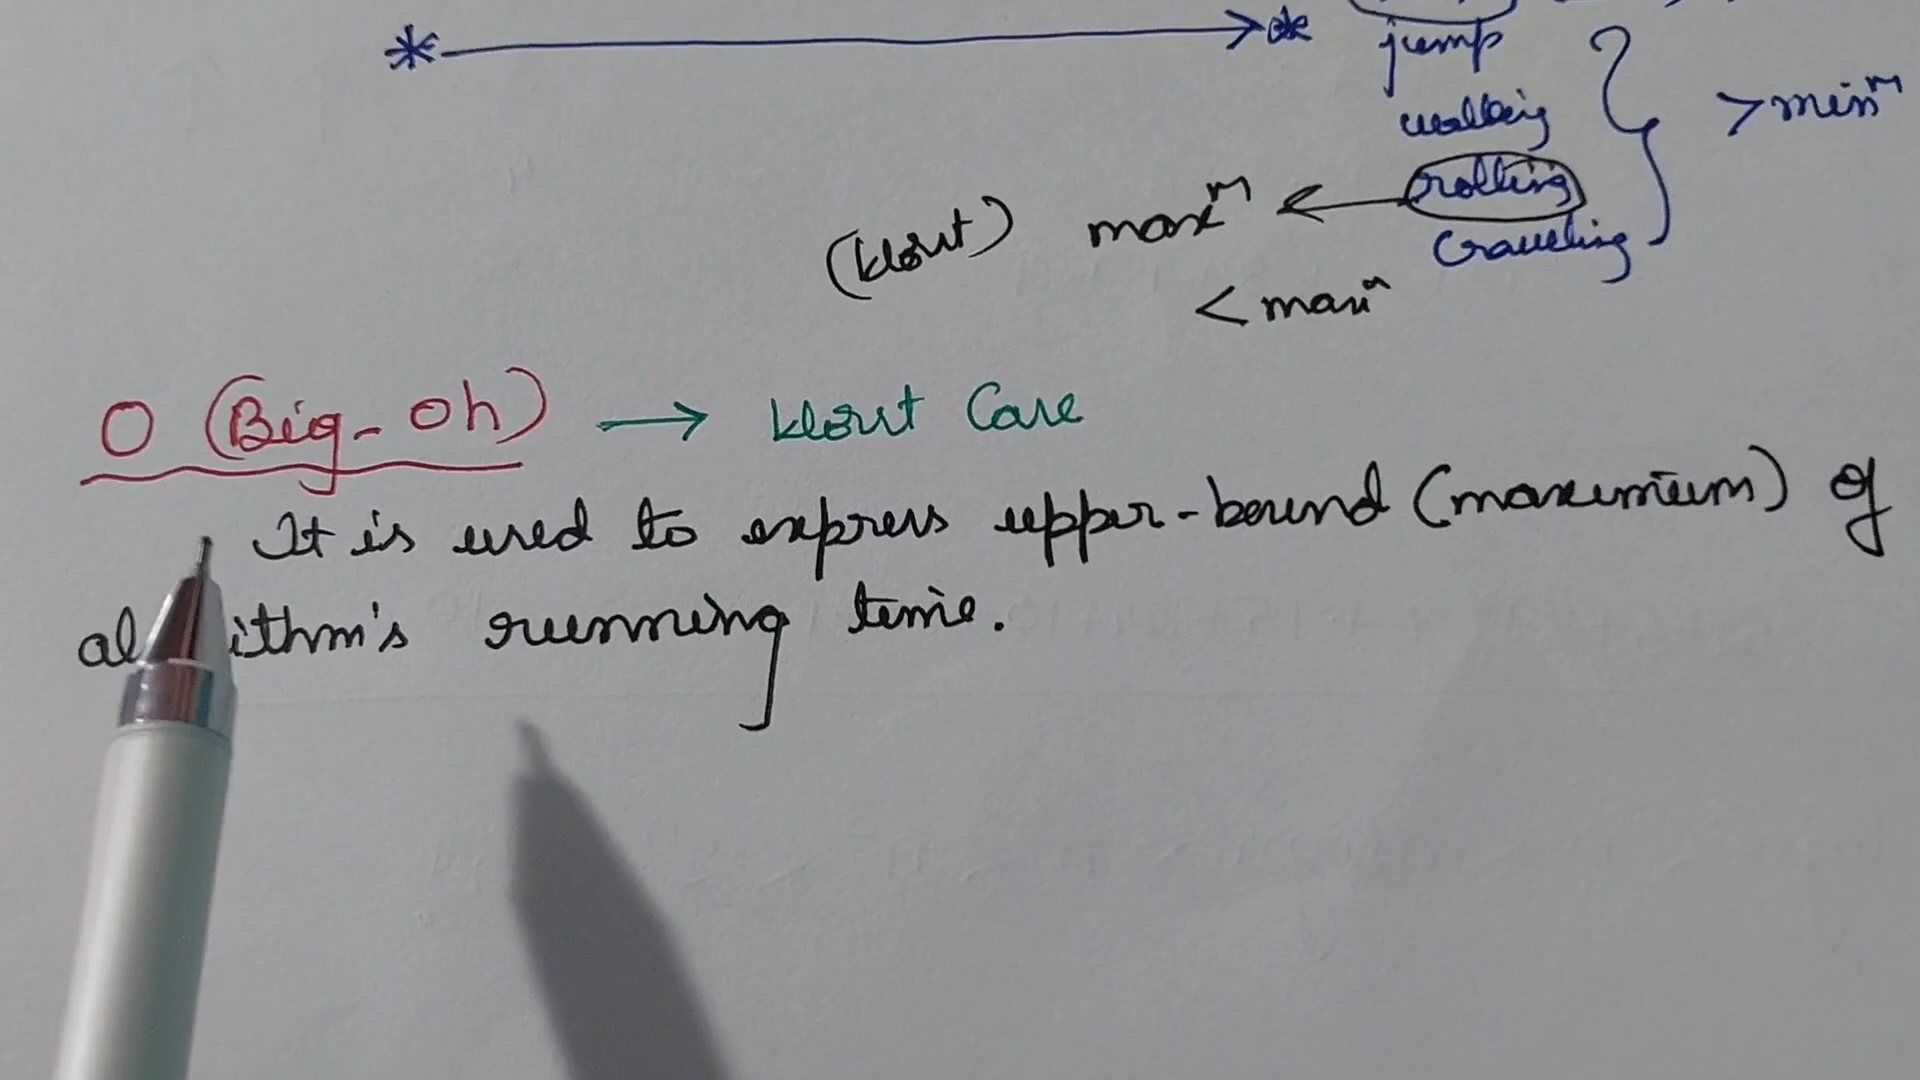 jump
walking
> min^m
rolling
(Worst) max^m ←
crawling
< max^m
O (Big-Oh) → Worst Case
It is used to express upper-bound (maximum) of
al ithm's running time.